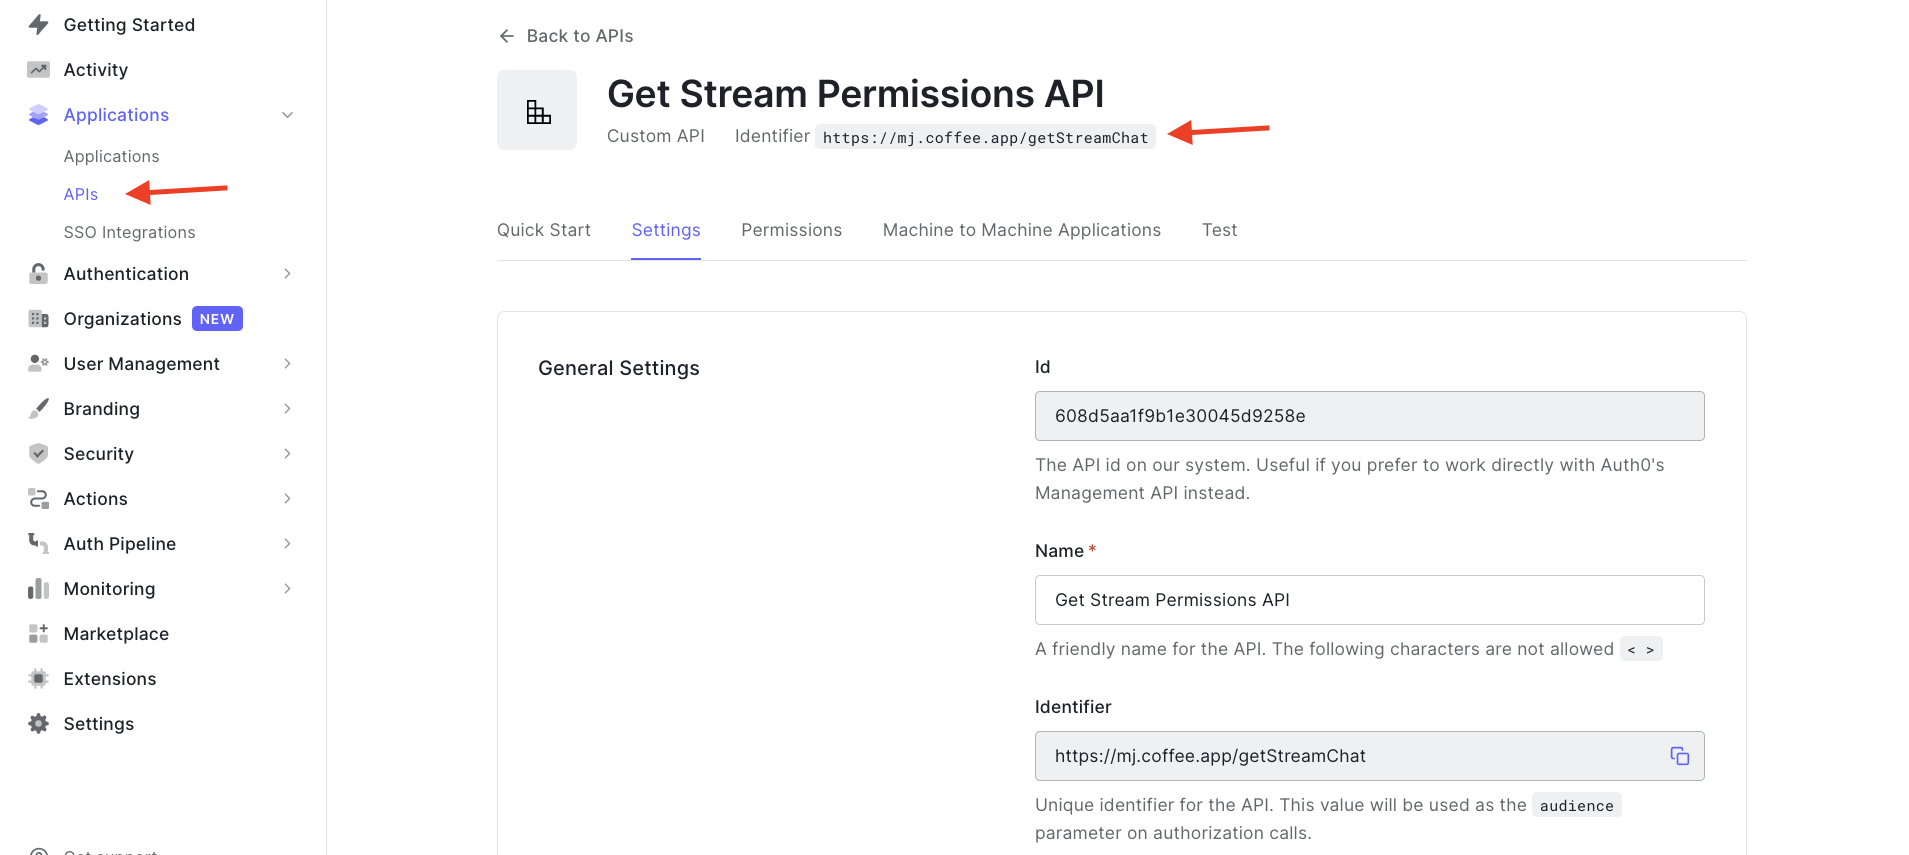 Getting Started
Activity
Applications
Applications
APIs
SSO Integrations
Authentication
Organizations NEW
User Management
Branding
Security
Actions
Auth Pipeline
Monitoring
Marketplace
Extensions
Settings
Get support
Back to APIs
Get Stream Permissions API
Custom API Identifier https://mj.coffee.app/getStreamChat
Quick Start Settings Permissions Machine to Machine Applications Test
General Settings
Id
608d5aa1f9b1e30045d9258e
The API id on our system. Useful if you prefer to work directly with Auth0's
Management API instead.
Name *
Get Stream Permissions API
A friendly name for the API. The following characters are not allowed < >
Identifier
https://mj.coffee.app/getStreamChat
Unique identifier for the API. This value will be used as the audience
parameter on authorization calls.